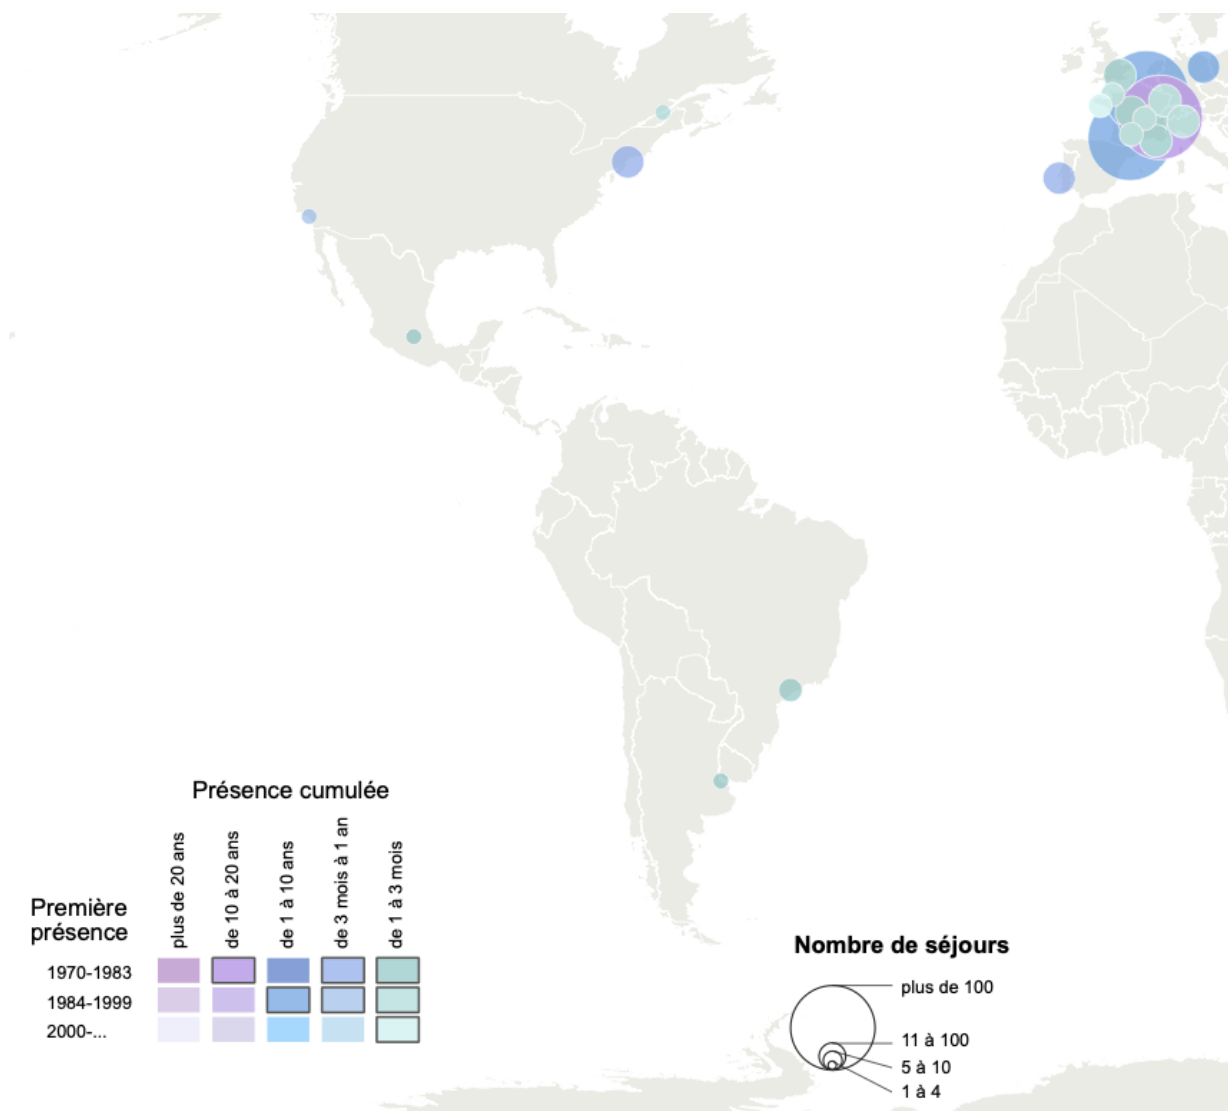 Présence cumulée
plus de 20 ans
de 10 à 20 ans
de 1 à 10 ans
de 3 mois à 1 an
de 1 à 3 mois
Première
présence
1970-1983
1984-1999
2000-...
Nombre de séjours
plus de 100
11 à 100
5 à 10
1 à 4